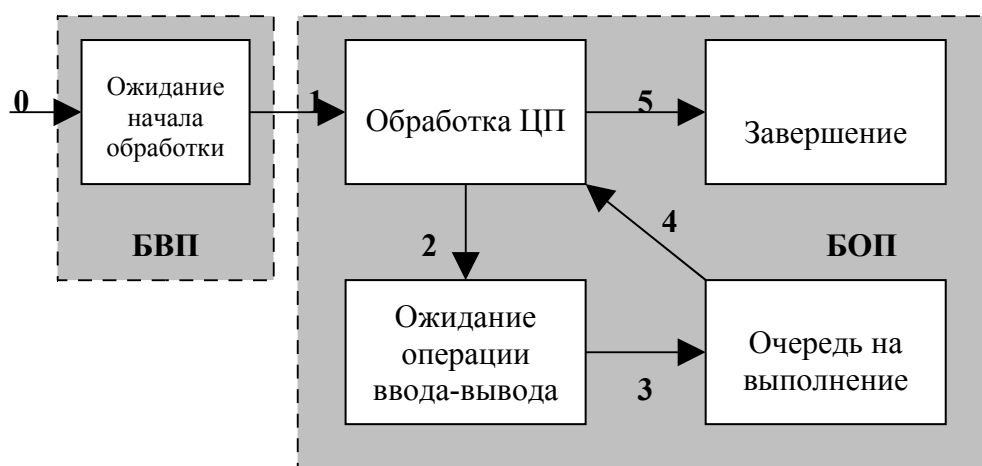 0
Ожидание
начала
обработки
1
Обработка ЦП
5
Завершение
БВП
2
4
БОП
Ожидание
операции
ввода-вывода
3
Очередь на
выполнение